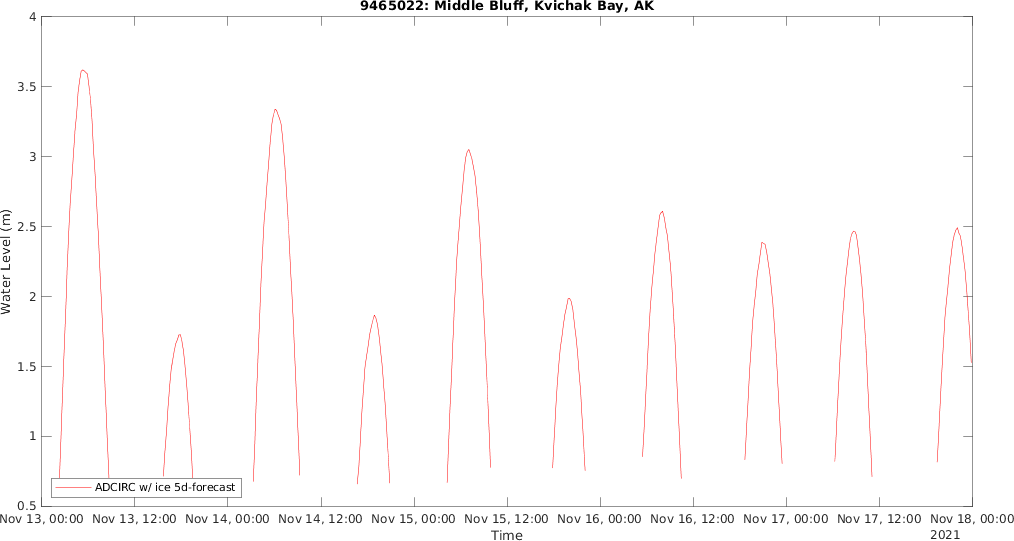 9465022: Middle Bluff, Kvichak Bay, AK
4
3.5
3
2.5
2
1.5
1
0.5
Water Level (m)
ADCIRC w/ ice 5d-forecast
Nov 13, 00:00 Nov 13, 12:00 Nov 14, 00:00 Nov 14, 12:00 Nov 15, 00:00 Nov 15, 12:00 Nov 16, 00:00 Nov 16, 12:00 Nov 17, 00:00 Nov 17, 12:00 Nov 18, 00:00
Time
2021